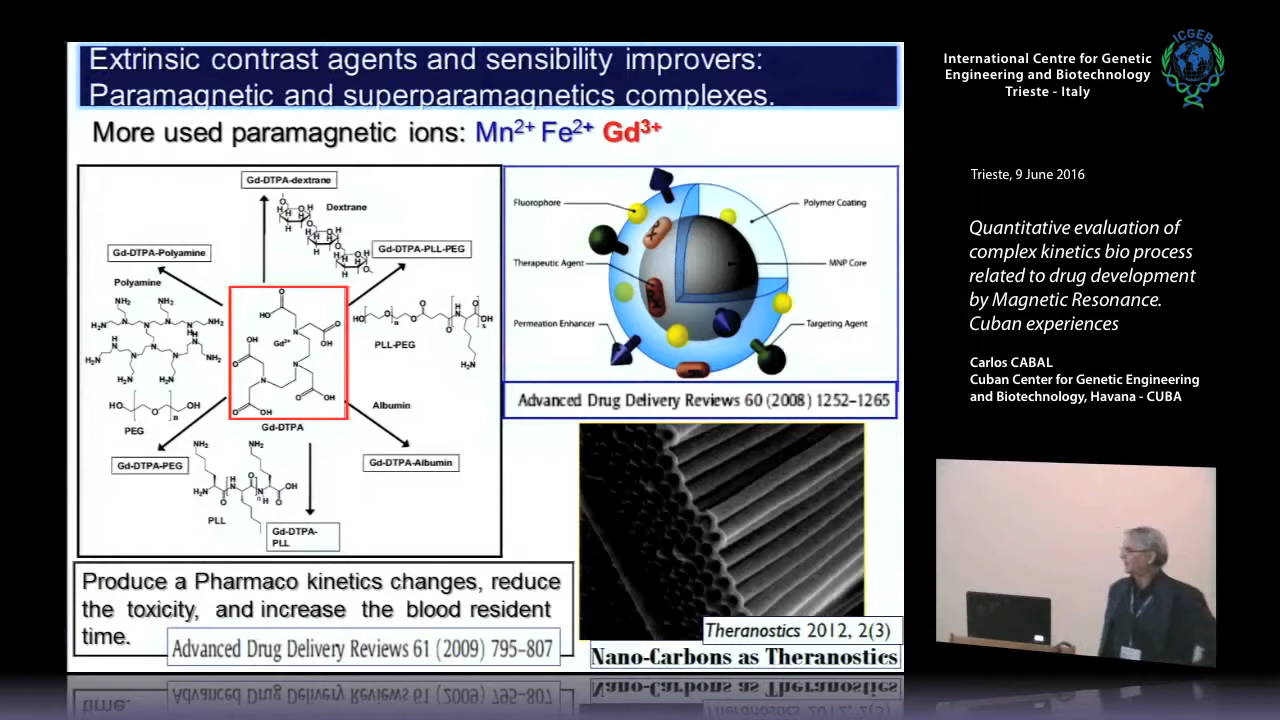 Extrinsic contrast agents and sensibility improvers:
Paramagnetic and superparamagnetics complexes.
More used paramagnetic ions: Mn2+ Fe2+ Gd3+
Gd-DTPA-dextrane
Dextrane
Gd-DTPA-Polyamine
Gd-DTPA-PLL-PEG
Polyamine
PLL-PEG
Gd3+
PEG
Albumin
Gd-DTPA
Gd-DTPA-PEG
Gd-DTPA-Albumin
PLL
Gd-DTPA-
PLL
Produce a Pharmaco kinetics changes, reduce
the toxicity, and increase the blood resident
time.
Advanced Drug Delivery Reviews 61 (2009) 795–807
Fluorophore
Polymer Coating
Therapeutic Agent
MNP Core
Permeation Enhancer
Targeting Agent
Advanced Drug Delivery Reviews 60 (2008) 1252–1265
Theranostics 2012, 2(3)
Nano-Carbons as Theranostics
International Centre for Genetic
Engineering and Biotechnology
Trieste - Italy
ICGEB
Trieste, 9 June 2016
Quantitative evaluation of
complex kinetics bio process
related to drug development
by Magnetic Resonance.
Cuban experiences
Carlos CABAL
Cuban Center for Genetic Engineering
and Biotechnology, Havana - CUBA